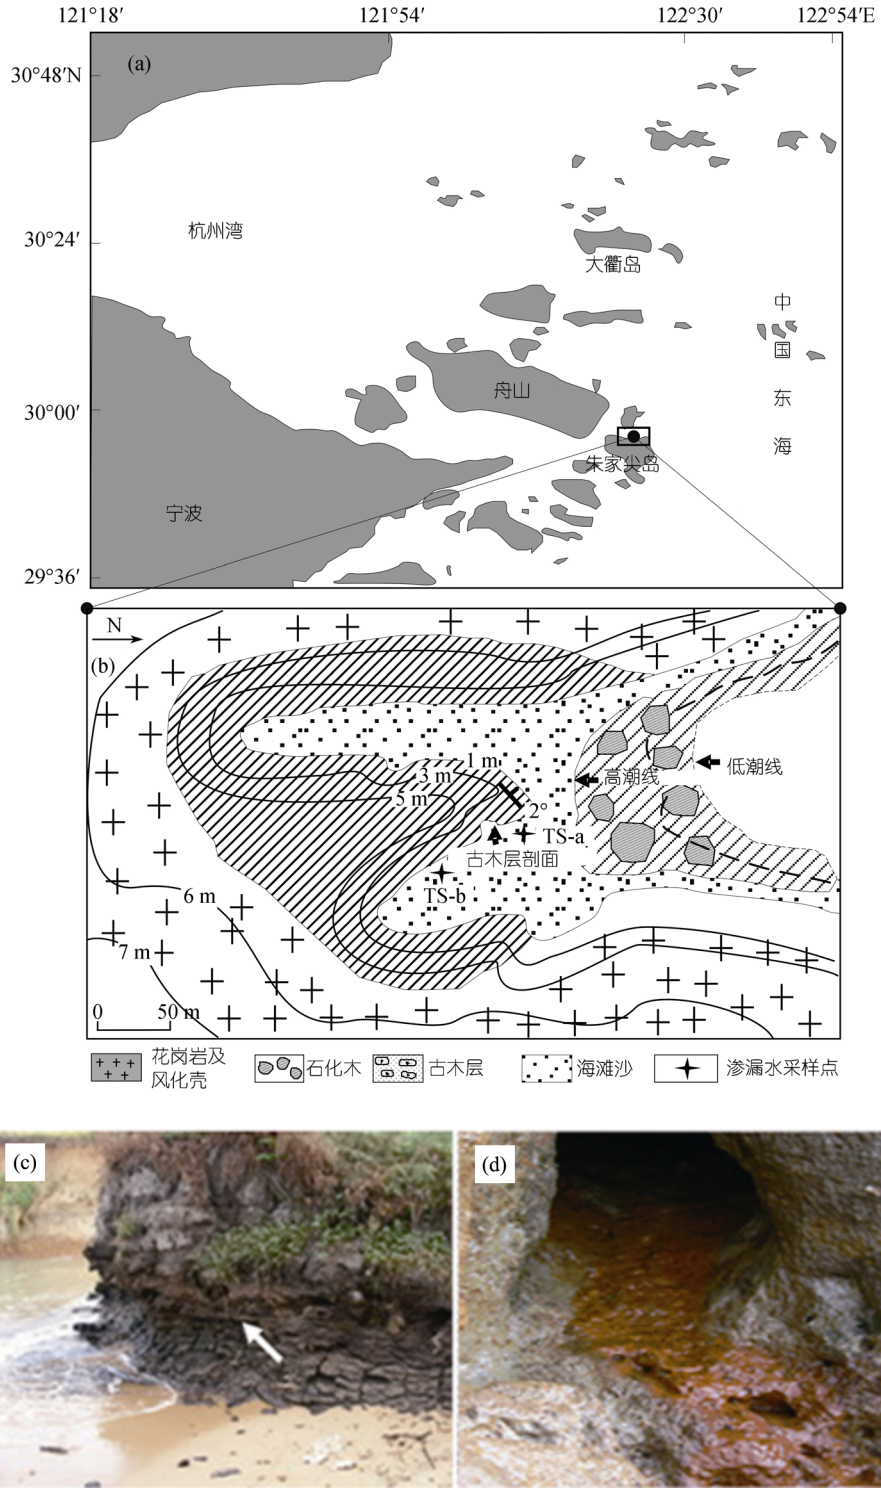 121°18′
121°54′
122°30′
122°54′E
(a)
30°48′N
杭州湾
30°24′
大衢岛
中
国
东
海
30°00′
舟山
朱家尖岛
宁波
29°36′
N
(b)
1 m
3 m
5 m
2°
高潮线
低潮线
TS-a
古木层剖面
TS-b
6 m
7 m
0
50 m
花岗岩及
风化壳
石化木
古木层
海滩沙
渗漏水采样点
(c)
(d)